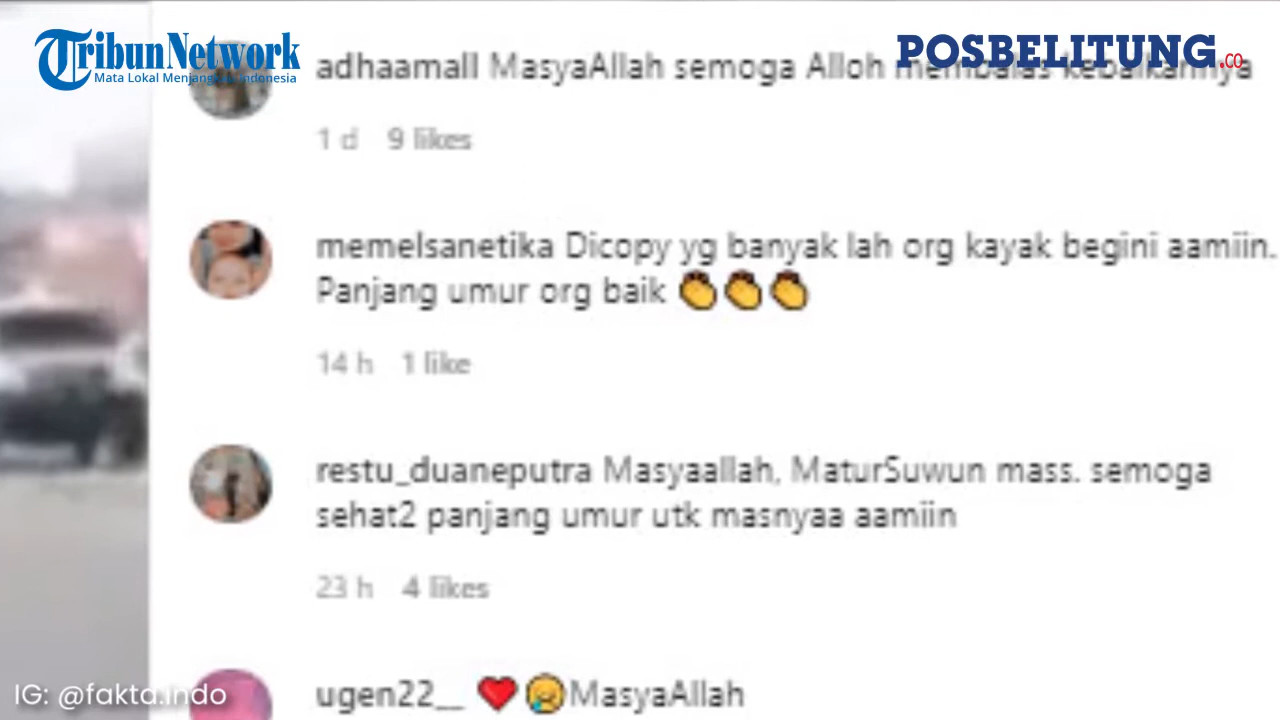 TribunNetwork
Mata Lokal Menjangkau Indonesia
POSBELITUNG.co
adhaamall MasyaAllah semoga Alloh membalas kebaikannya
1 d 9 likes
memelsanetika Dicopy yg banyak lah org kayak begini aamiin.
Panjang umur org baik 👏👏👏
14 h 1 like
restu_duaneputra Masyaallah, MaturSuwun mass. semoga
sehat2 panjang umur utk masnyaa aamiin
23 h 4 likes
ugen22__ ❤️😢MasyaAllah
IG: @fakta.indo